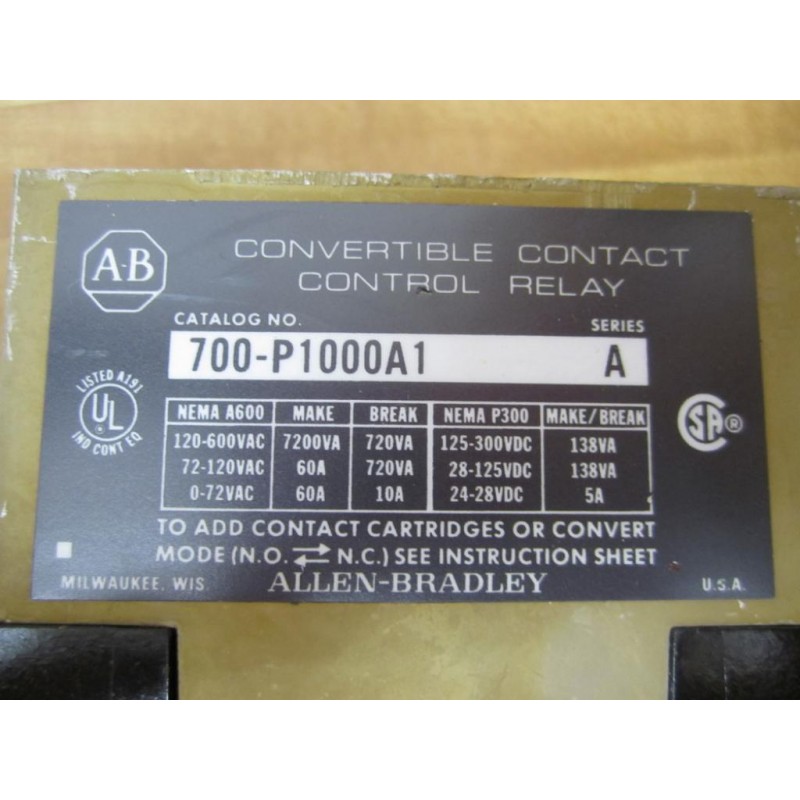 A-B
CONVERTIBLE CONTACT
CONTROL RELAY
CATALOG NO.
SERIES
700-P1000A1
A
LISTED A191
UL
IND CONT EQ
SA®
NEMA A600 MAKE BREAK NEMA P300 MAKE/BREAK
120-600VAC 7200VA 720VA 125-300VDC 138VA
72-120VAC 60A 720VA 28-125VDC 138VA
0-72VAC 60A 10A 24-28VDC 5A
TO ADD CONTACT CARTRIDGES OR CONVERT
MODE (N.O. ⇄ N.C.) SEE INSTRUCTION SHEET
MILWAUKEE, WIS. ALLEN-BRADLEY U.S.A.